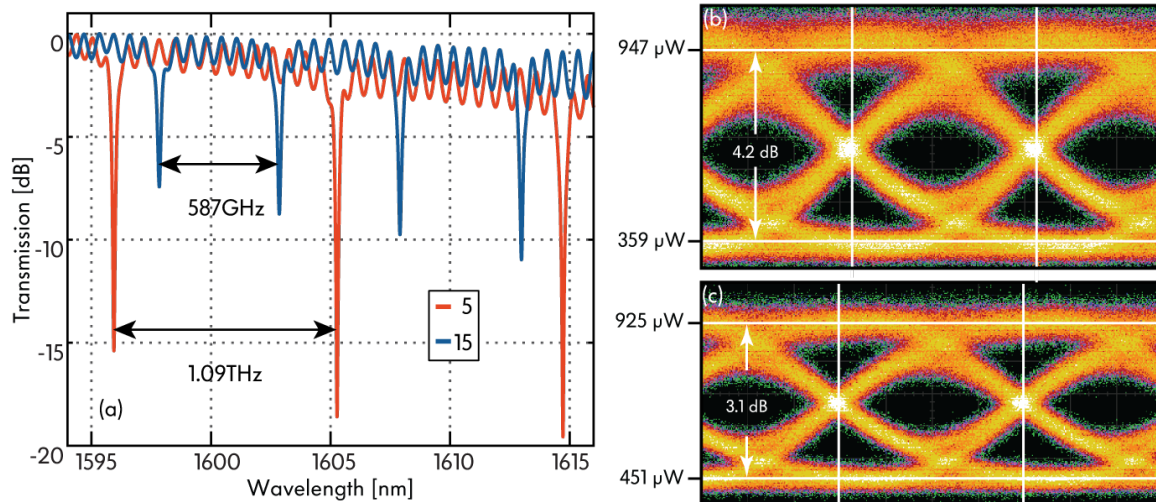 0
-5
-10
-15
-20
Transmission [dB]
587GHz
1.09THz
5
15
(a)
1595
1600
1605
1610
1615
Wavelength [nm]
(b)
947 µW
4.2 dB
359 µW
(c)
925 µW
3.1 dB
451 µW